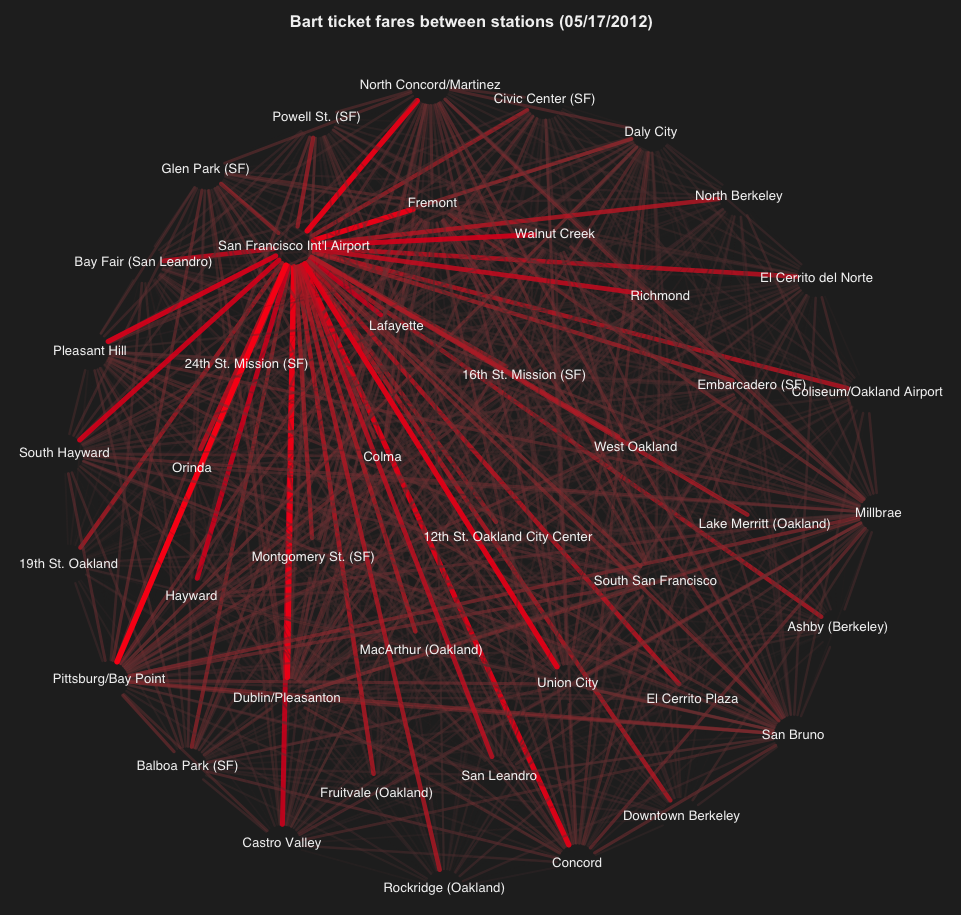 Bart ticket fares between stations (05/17/2012)
North Concord/Martinez
Civic Center (SF)
Powell St. (SF)
Daly City
Glen Park (SF)
North Berkeley
Fremont
Walnut Creek
San Francisco Int'l Airport
Bay Fair (San Leandro)
El Cerrito del Norte
Richmond
Lafayette
Pleasant Hill
24th St. Mission (SF)
16th St. Mission (SF)
Embarcadero (SF)
Coliseum/Oakland Airport
West Oakland
South Hayward
Colma
Orinda
Millbrae
Lake Merritt (Oakland)
12th St. Oakland City Center
Montgomery St. (SF)
19th St. Oakland
South San Francisco
Hayward
Ashby (Berkeley)
MacArthur (Oakland)
Pittsburg/Bay Point
Union City
Dublin/Pleasanton
El Cerrito Plaza
San Bruno
Balboa Park (SF)
San Leandro
Fruitvale (Oakland)
Downtown Berkeley
Castro Valley
Concord
Rockridge (Oakland)